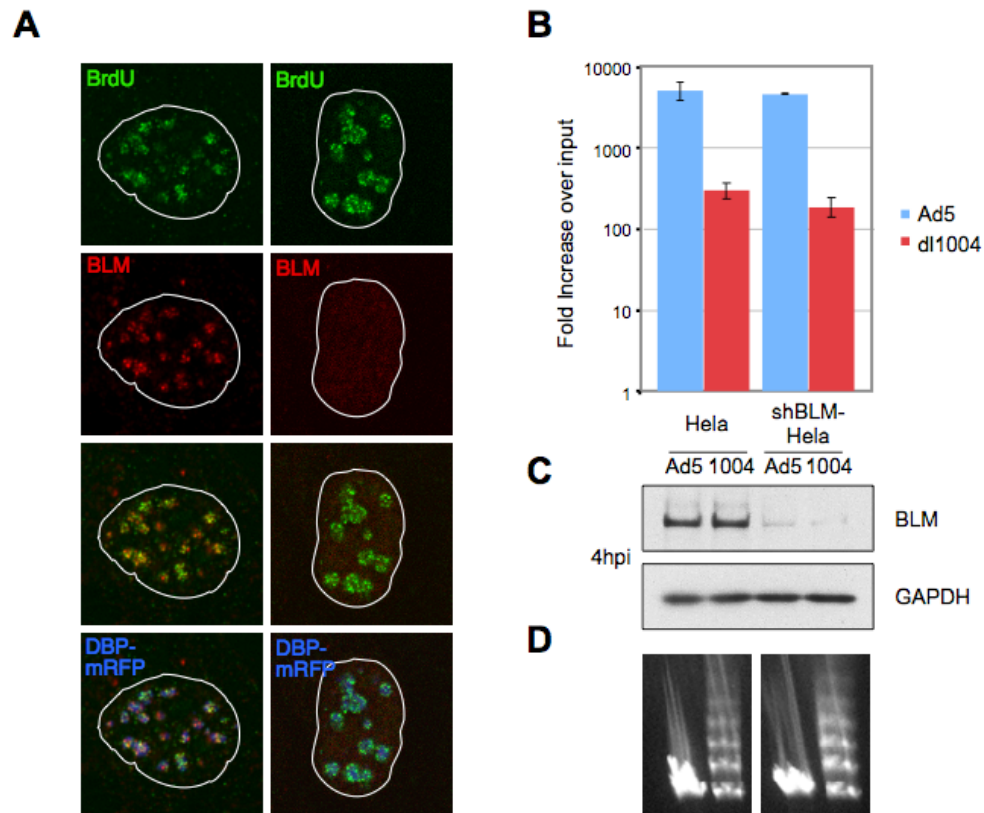 A
BrdU
BrdU
BLM
BLM
DBP-
mRFP
DBP-
mRFP
B
Fold Increase over input
10000
1000
100
10
1
Hela
shBLM-
Hela
Ad5
dl1004
C
Ad5 1004 Ad5 1004
4hpi
BLM
GAPDH
D